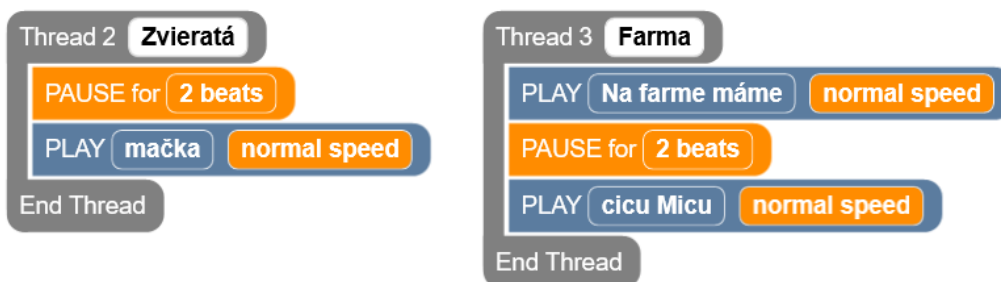 Thread 2 Zvieratá
PAUSE for 2 beats
PLAY mačka normal speed
End Thread
Thread 3 Farma
PLAY Na farme máme normal speed
PAUSE for 2 beats
PLAY cicu Micu normal speed
End Thread